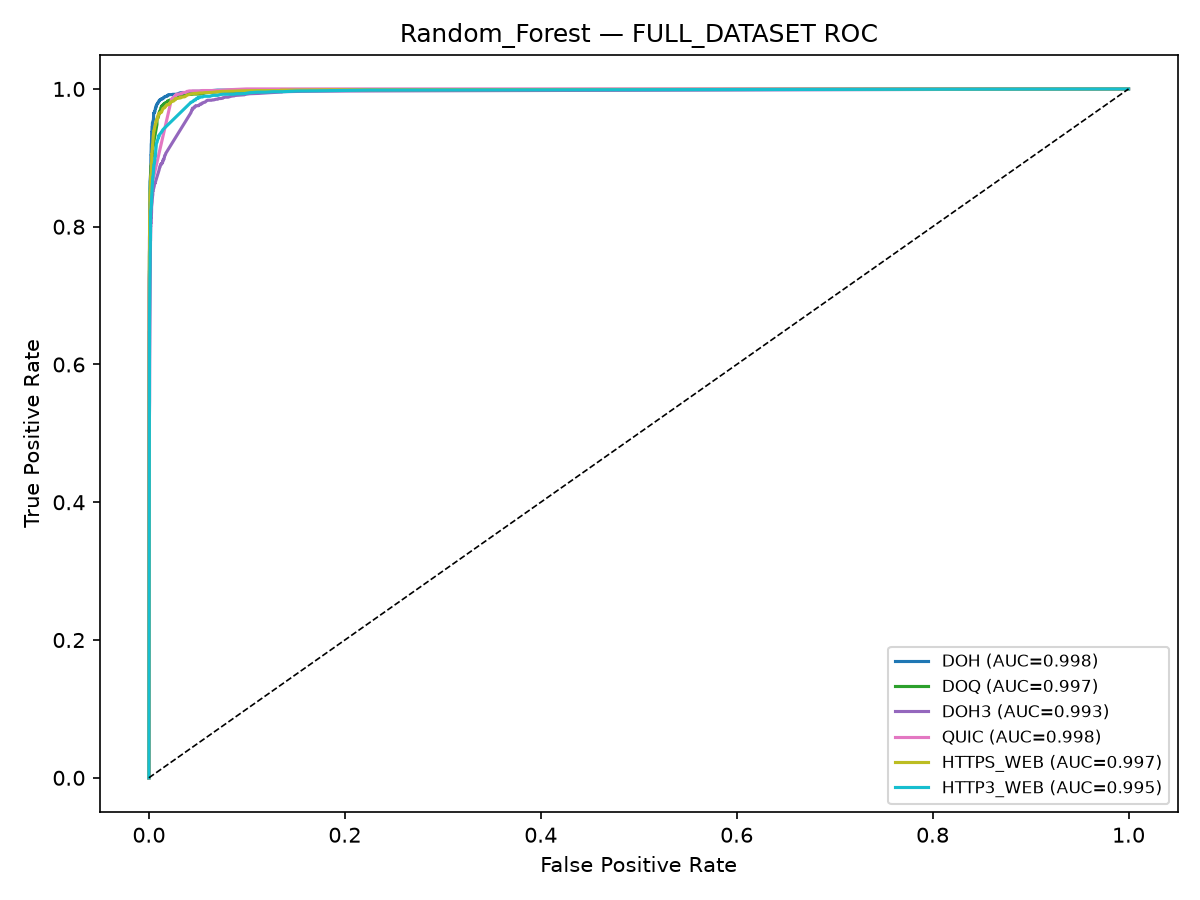 Random_Forest — FULL_DATASET ROC
True Positive Rate
1.0
0.8
0.6
0.4
0.2
0.0
0.0 0.2 0.4 0.6 0.8 1.0
False Positive Rate
DOH (AUC=0.998)
DOQ (AUC=0.997)
DOH3 (AUC=0.993)
QUIC (AUC=0.998)
HTTPS_WEB (AUC=0.997)
HTTP3_WEB (AUC=0.995)